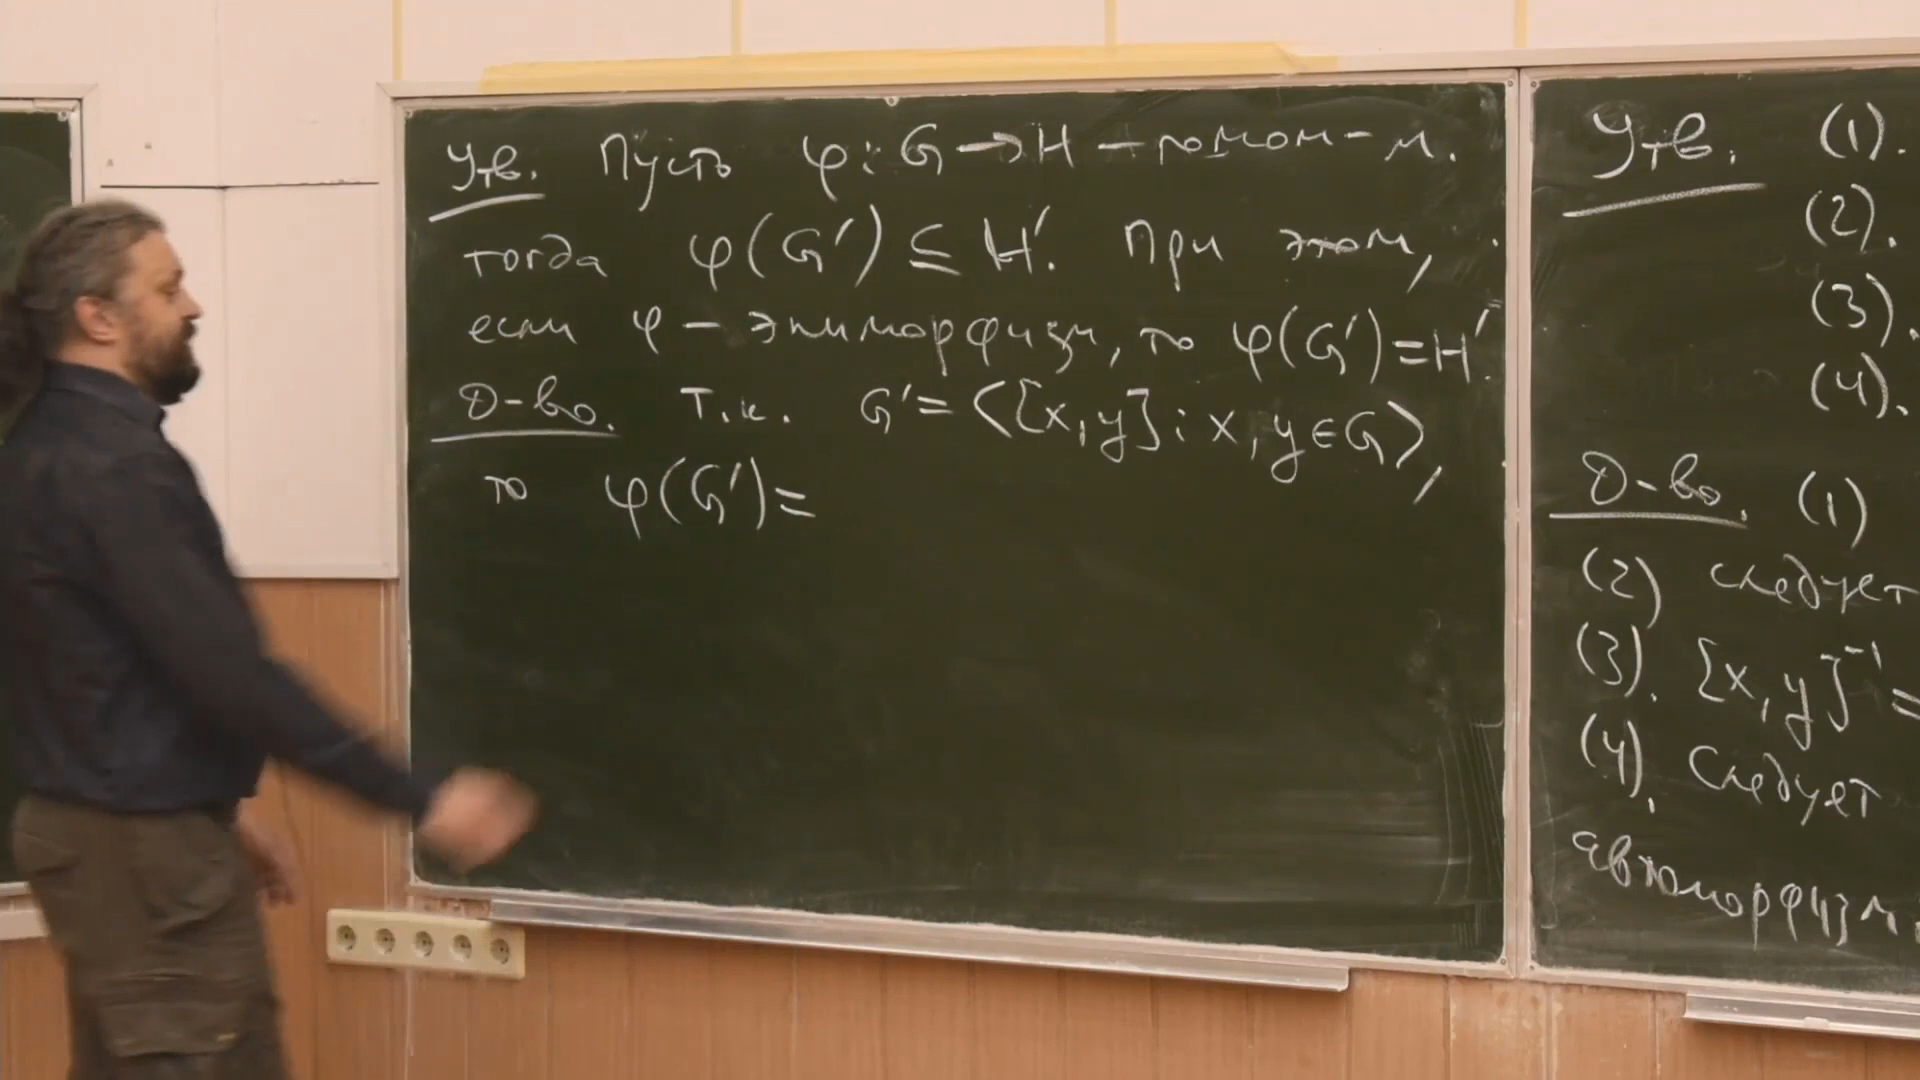 Утв. Пусть φ: G → H — гомом-м.
тогда φ(G') ⊆ H'. При этом,
если φ — эпиморфизм, то φ(G') = H'.
Д-во. Т.к. G' = ⟨[x, y] : x, y ∈ G⟩,
то φ(G') =
Утв. (1).
(2).
(3).
(4).
Д-во. (1)
(2) следует
(3). [x, y]⁻¹ =
(4). Следует
автоморфизм